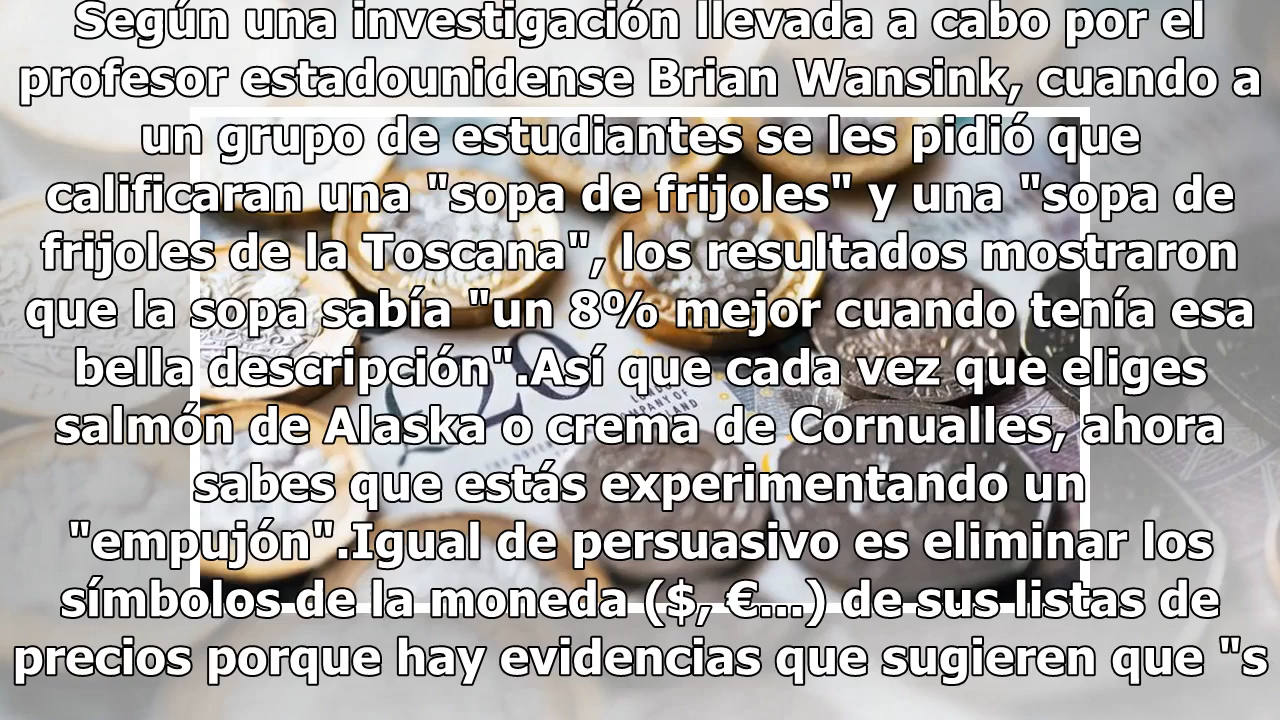 Según una investigación llevada a cabo por el
profesor estadounidense Brian Wansink, cuando a
un grupo de estudiantes se les pidió que
calificaran una "sopa de frijoles" y una "sopa de
frijoles de la Toscana", los resultados mostraron
que la sopa sabía "un 8% mejor cuando tenía esa
bella descripción".Así que cada vez que eliges
salmón de Alaska o crema de Cornualles, ahora
sabes que estás experimentando un
"empujón".Igual de persuasivo es eliminar los
símbolos de la moneda ($, €...) de sus listas de
precios porque hay evidencias que sugieren que "s
£20